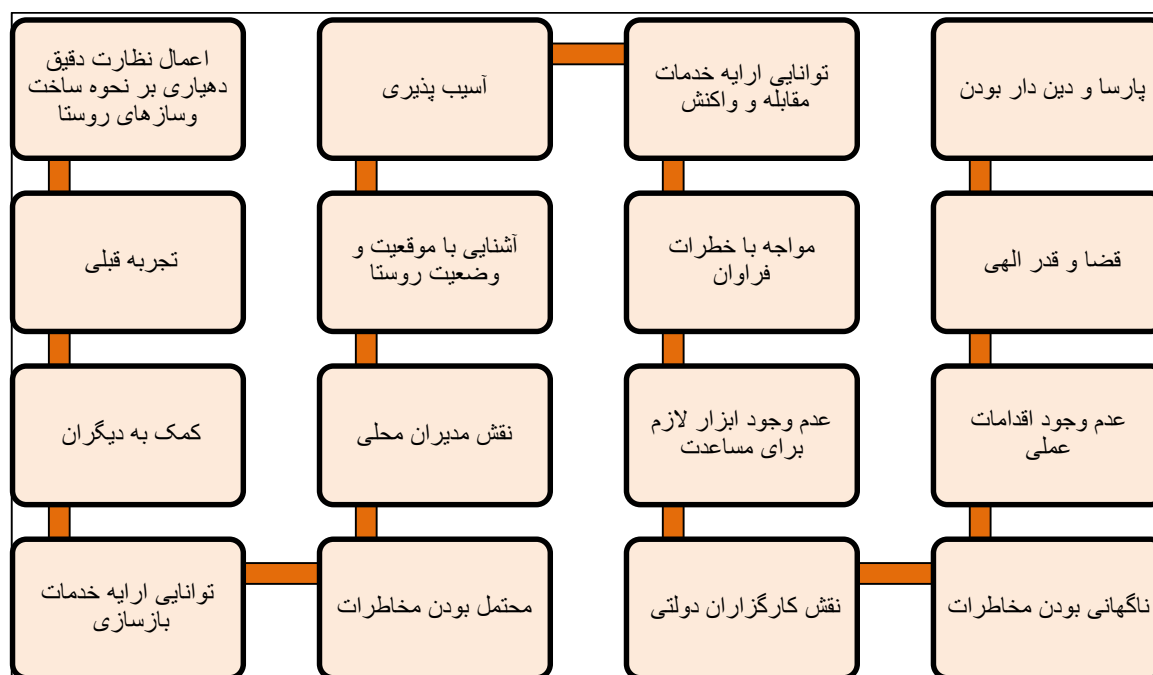 پارسا و دین دار بودن
قضا و قدر الهی
عدم وجود اقدامات
عملی
ناگهانی بودن مخاطرات
نقش کارگزاران دولتی
عدم وجود ابزار لازم
برای مساعدت
مواجه با خطرات
فراوان
توانایی ارایه خدمات
مقابله و واکنش
آسیب پذیری
آشنایی با موقعیت و
وضعیت روستا
نقش مدیران محلی
محتمل بودن مخاطرات
توانایی ارایه خدمات
بازسازی
کمک به دیگران
تجربه قبلی
اعمال نظارت دقیق
دهیاری بر نحوه ساخت
وسازهای روستا